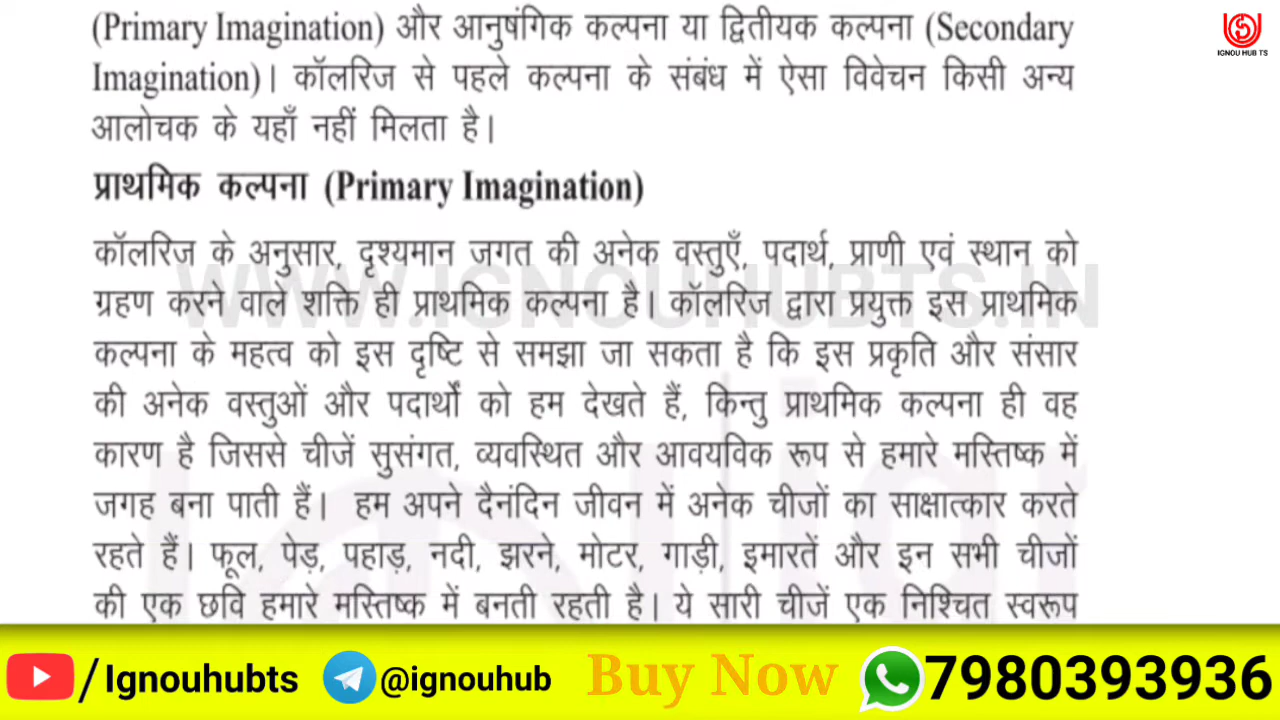 (Primary Imagination) और आनुषंगिक कल्पना या द्वितीयक कल्पना (Secondary
Imagination)। कॉलरिज से पहले कल्पना के संबंध में ऐसा विवेचन किसी अन्य
आलोचक के यहाँ नहीं मिलता है।
IGNOU HUB TS
प्राथमिक कल्पना (Primary Imagination)
कॉलरिज के अनुसार, दृश्यमान जगत की अनेक वस्तुएँ, पदार्थ, प्राणी एवं स्थान को
ग्रहण करने वाले शक्ति ही प्राथमिक कल्पना है। कॉलरिज द्वारा प्रयुक्त इस प्राथमिक
कल्पना के महत्व को इस दृष्टि से समझा जा सकता है कि इस प्रकृति और संसार
की अनेक वस्तुओं और पदार्थों को हम देखते हैं, किन्तु प्राथमिक कल्पना ही वह
कारण है जिससे चीजें सुसंगत, व्यवस्थित और आवयविक रूप से हमारे मस्तिष्क में
जगह बना पाती हैं। हम अपने दैनंदिन जीवन में अनेक चीजों का साक्षात्कार करते
रहते हैं। फूल, पेड़, पहाड़, नदी, झरने, मोटर, गाड़ी, इमारतें और इन सभी चीजों
की एक छवि हमारे मस्तिष्क में बनती रहती है। ये सारी चीजें एक निश्चित स्वरूप
WWW.IGNOUHUBTS.IN
/Ignouhubts @ignouhub Buy Now 7980393936